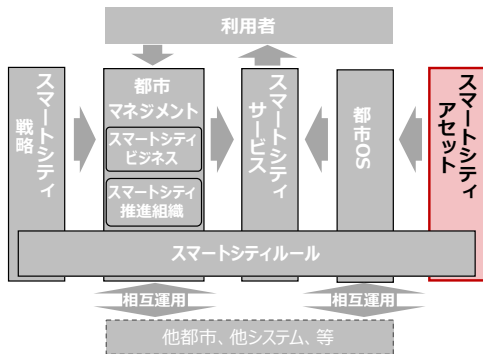 利用者
スマートシティ
戦略
都市
マネジメント
スマートシティ
ビジネス
スマートシティ
推進組織
スマートシティ
サービス
都市OS
スマートシティ
アセット
スマートシティルール
相互運用
相互運用
他都市、他システム、等